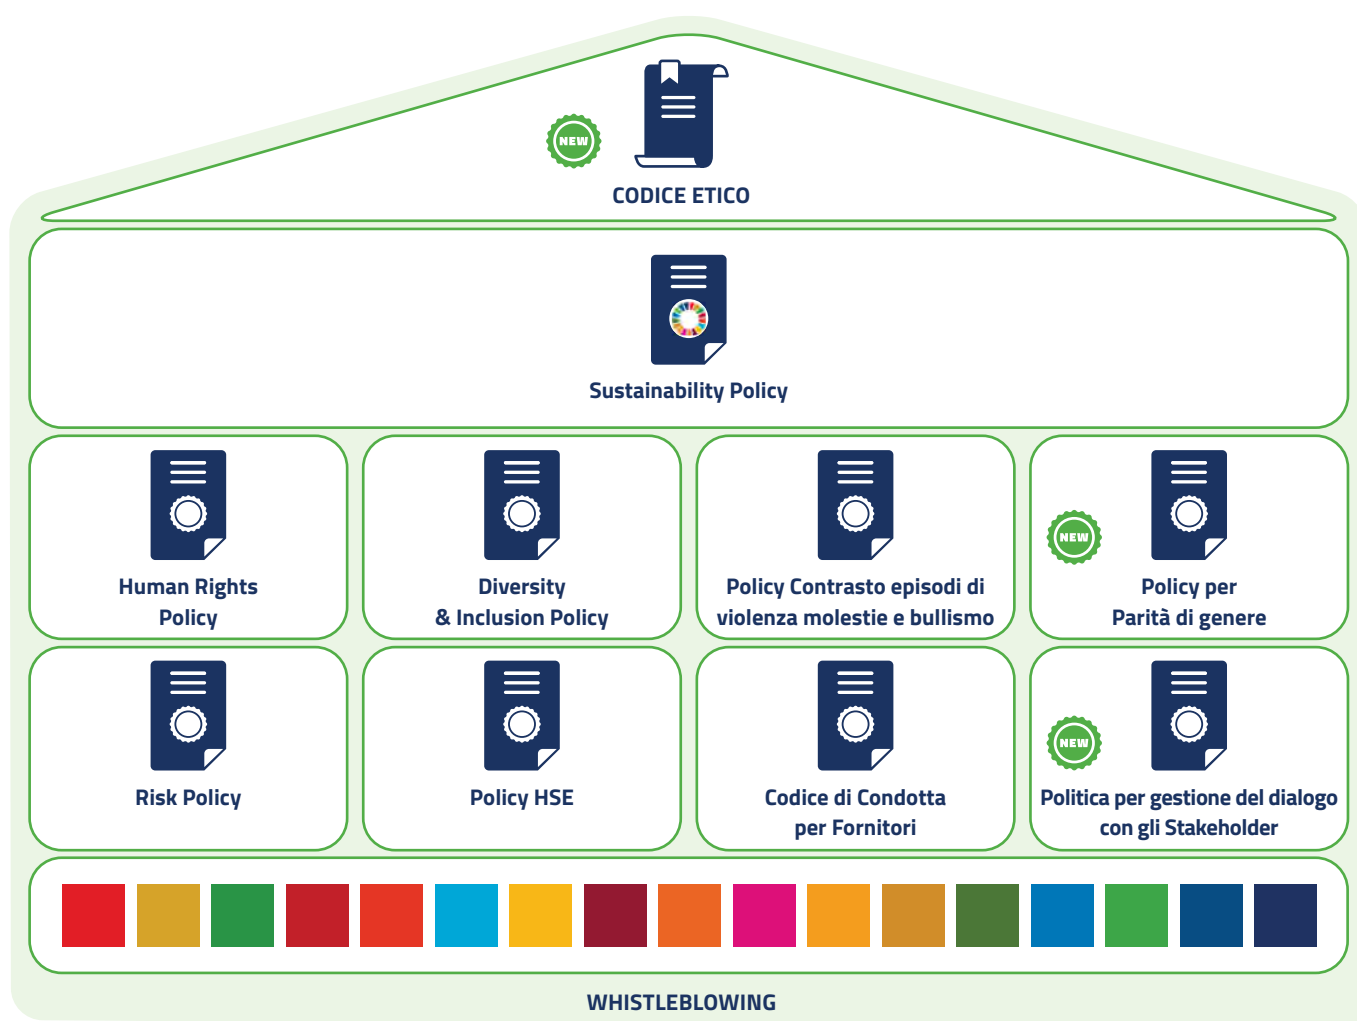 NEW
CODICE ETICO
Sustainability Policy
Human Rights
Policy
Diversity
& Inclusion Policy
Policy Contrasto episodi di
violenza molestie e bullismo
NEW
Policy per
Parità di genere
Risk Policy
Policy HSE
Codice di Condotta
per Fornitori
NEW
Politica per gestione del dialogo
con gli Stakeholder
WHISTLEBLOWING